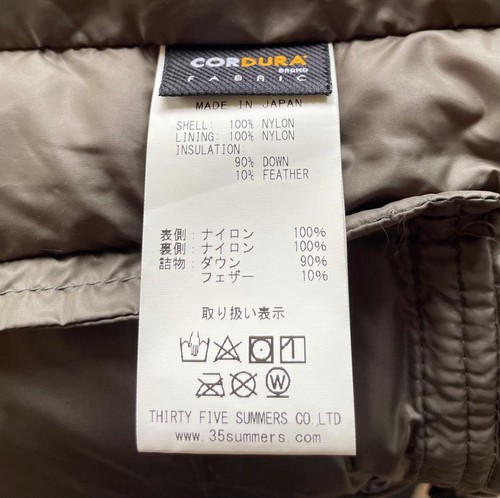 CORDURA
BRAND
FABRIC
MADE IN JAPAN
SHELL: 100% NYLON
LINING: 100% NYLON
INSULATION:
90% DOWN
10% FEATHER
表側：ナイロン 100%
裏側：ナイロン 100%
詰物：ダウン 90%
フェザー 10%
取り扱い表示
W
THIRTY FIVE SUMMERS CO.,LTD
www.35summers.com